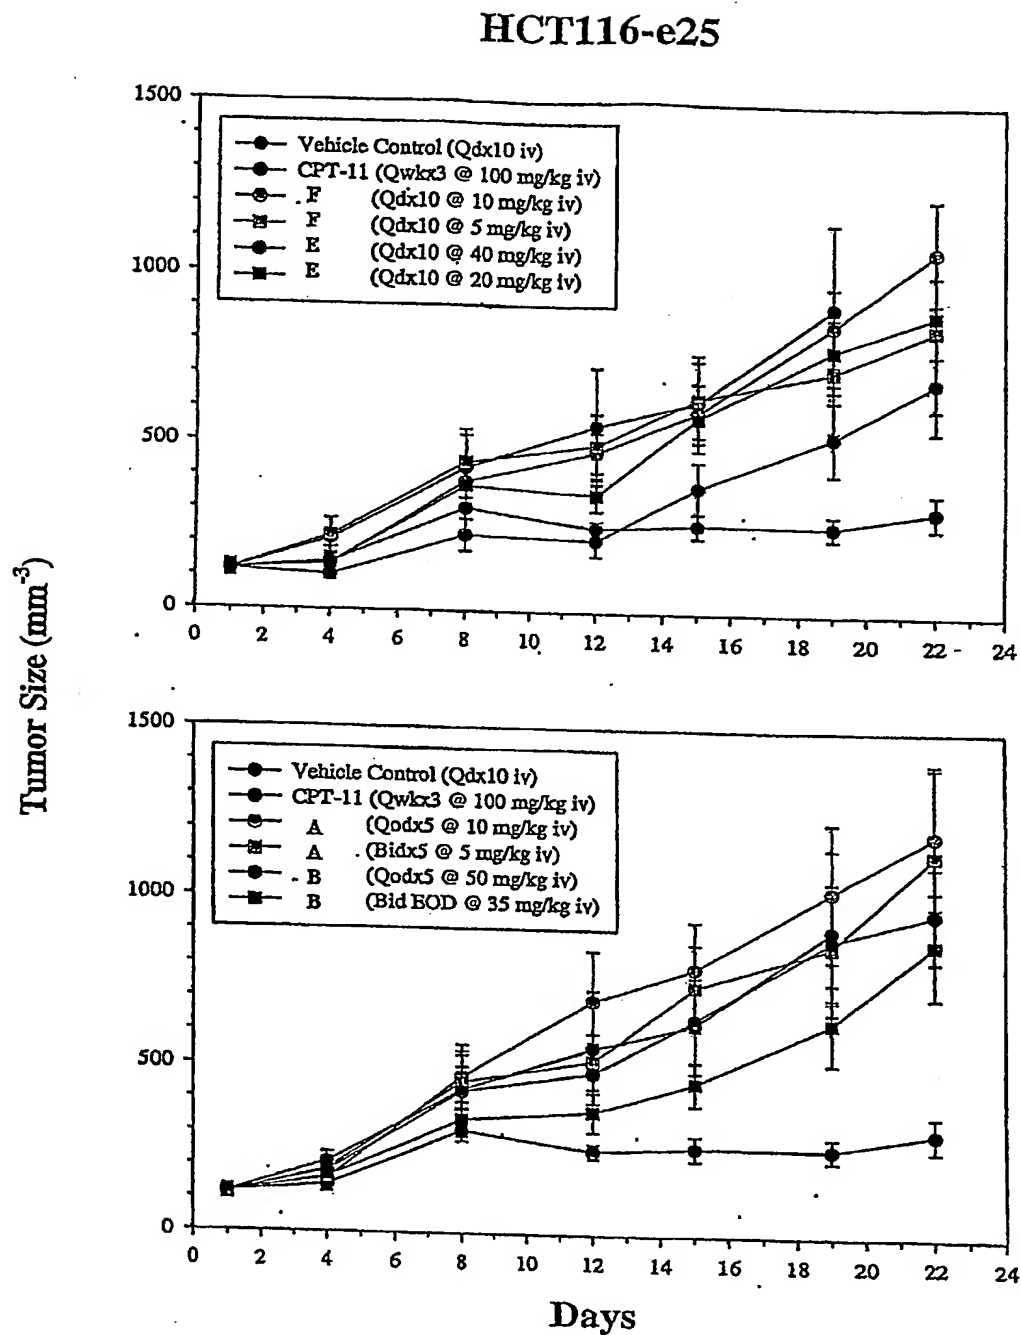 HCT116-e25
1500
1000
500
0
Vehicle Control (Qdx10 iv)
CPT-11 (Qwkx3 @ 100 mg/kg iv)
F (Qdx10 @ 10 mg/kg iv)
F (Qdx10 @ 5 mg/kg iv)
E (Qdx10 @ 40 mg/kg iv)
E (Qdx10 @ 20 mg/kg iv)
0 2 4 6 8 10 12 14 16 18 20 22 24
Tumor Size (mm-3)
1500
1000
500
0
Vehicle Control (Qdx10 iv)
CPT-11 (Qwkx3 @ 100 mg/kg iv)
A (Qodx5 @ 10 mg/kg iv)
A (Bidx5 @ 5 mg/kg iv)
B (Qodx5 @ 50 mg/kg iv)
B (Bid EOD @ 35 mg/kg iv)
0 2 4 6 8 10 12 14 16 18 20 22 24
Days